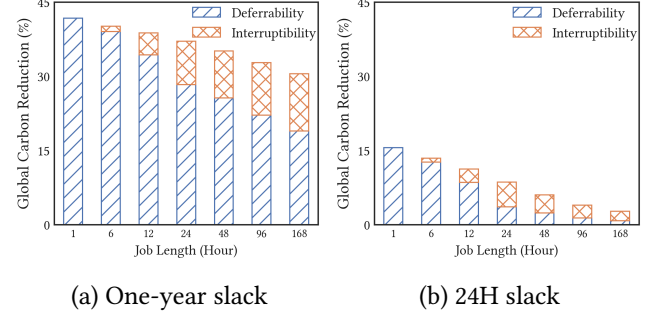 45
30
15
0
Global Carbon Reduction (%)
Deferrability
Interruptibility
1 6 12 24 48 96 168
Job Length (Hour)
(a) One-year slack
45
30
15
0
Global Carbon Reduction (%)
Deferrability
Interruptibility
1 6 12 24 48 96 168
Job Length (Hour)
(b) 24H slack